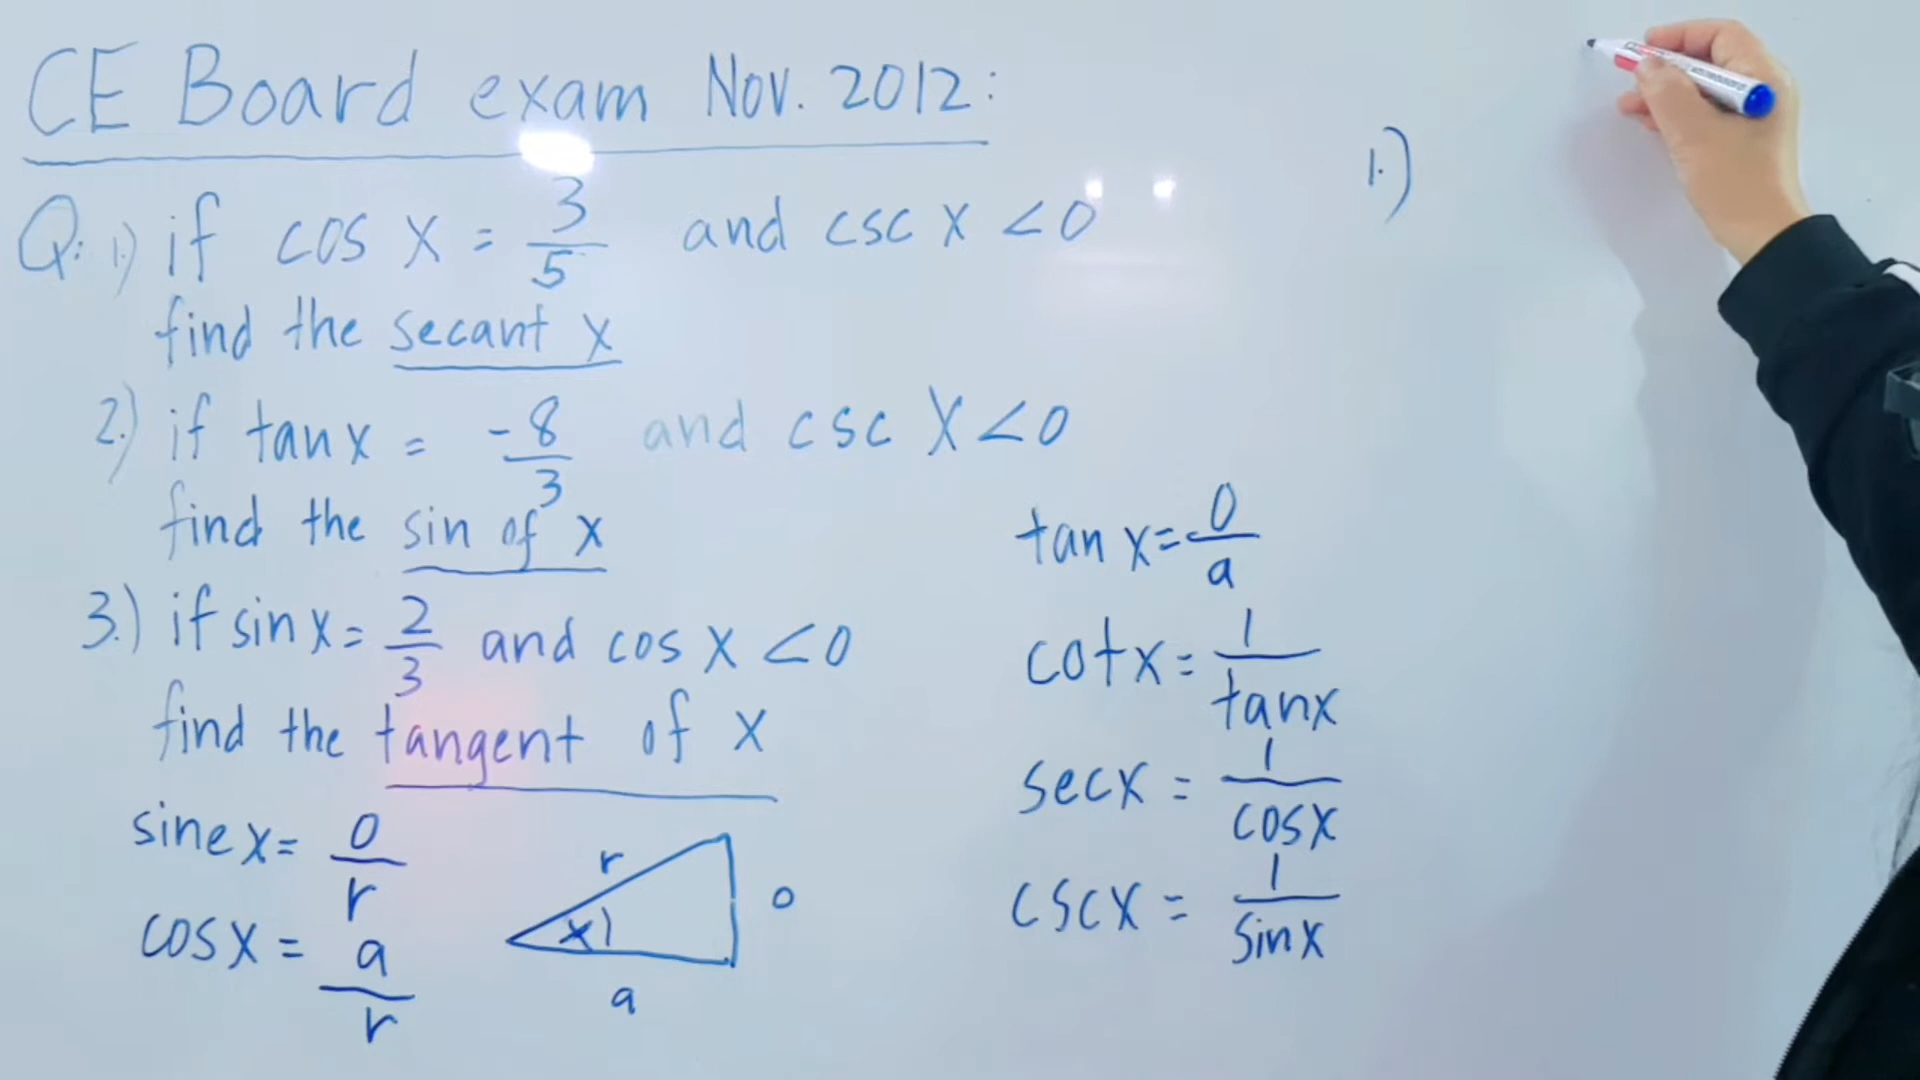 CE Board exam Nov. 2012:
Q: 1.) if cos x = 3/5 and csc x <0
find the secant x
2.) if tan x = -8/3 and csc x <0
find the sin of x
3.) if sin x = 2/3 and cos x <0
find the tangent of x
sine x = o/r
cos x = a/r
r
x
o
a
tan x = o/a
cot x = 1/tan x
sec x = 1/cos x
csc x = 1/sin x
1.)